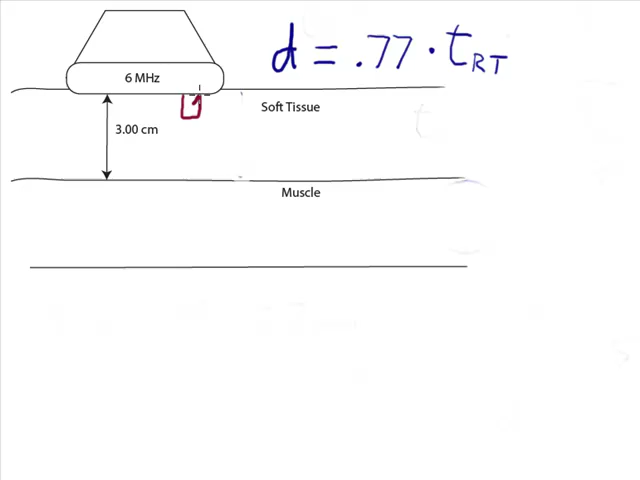 d = .77 · tRT
6 MHz
Soft Tissue
3.00 cm
Muscle